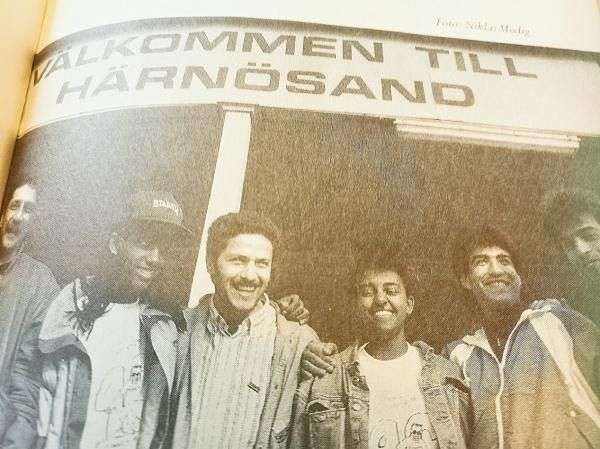 Foto: Niklas Modig
VÄLKOMMEN TILL
HÄRNÖSAND